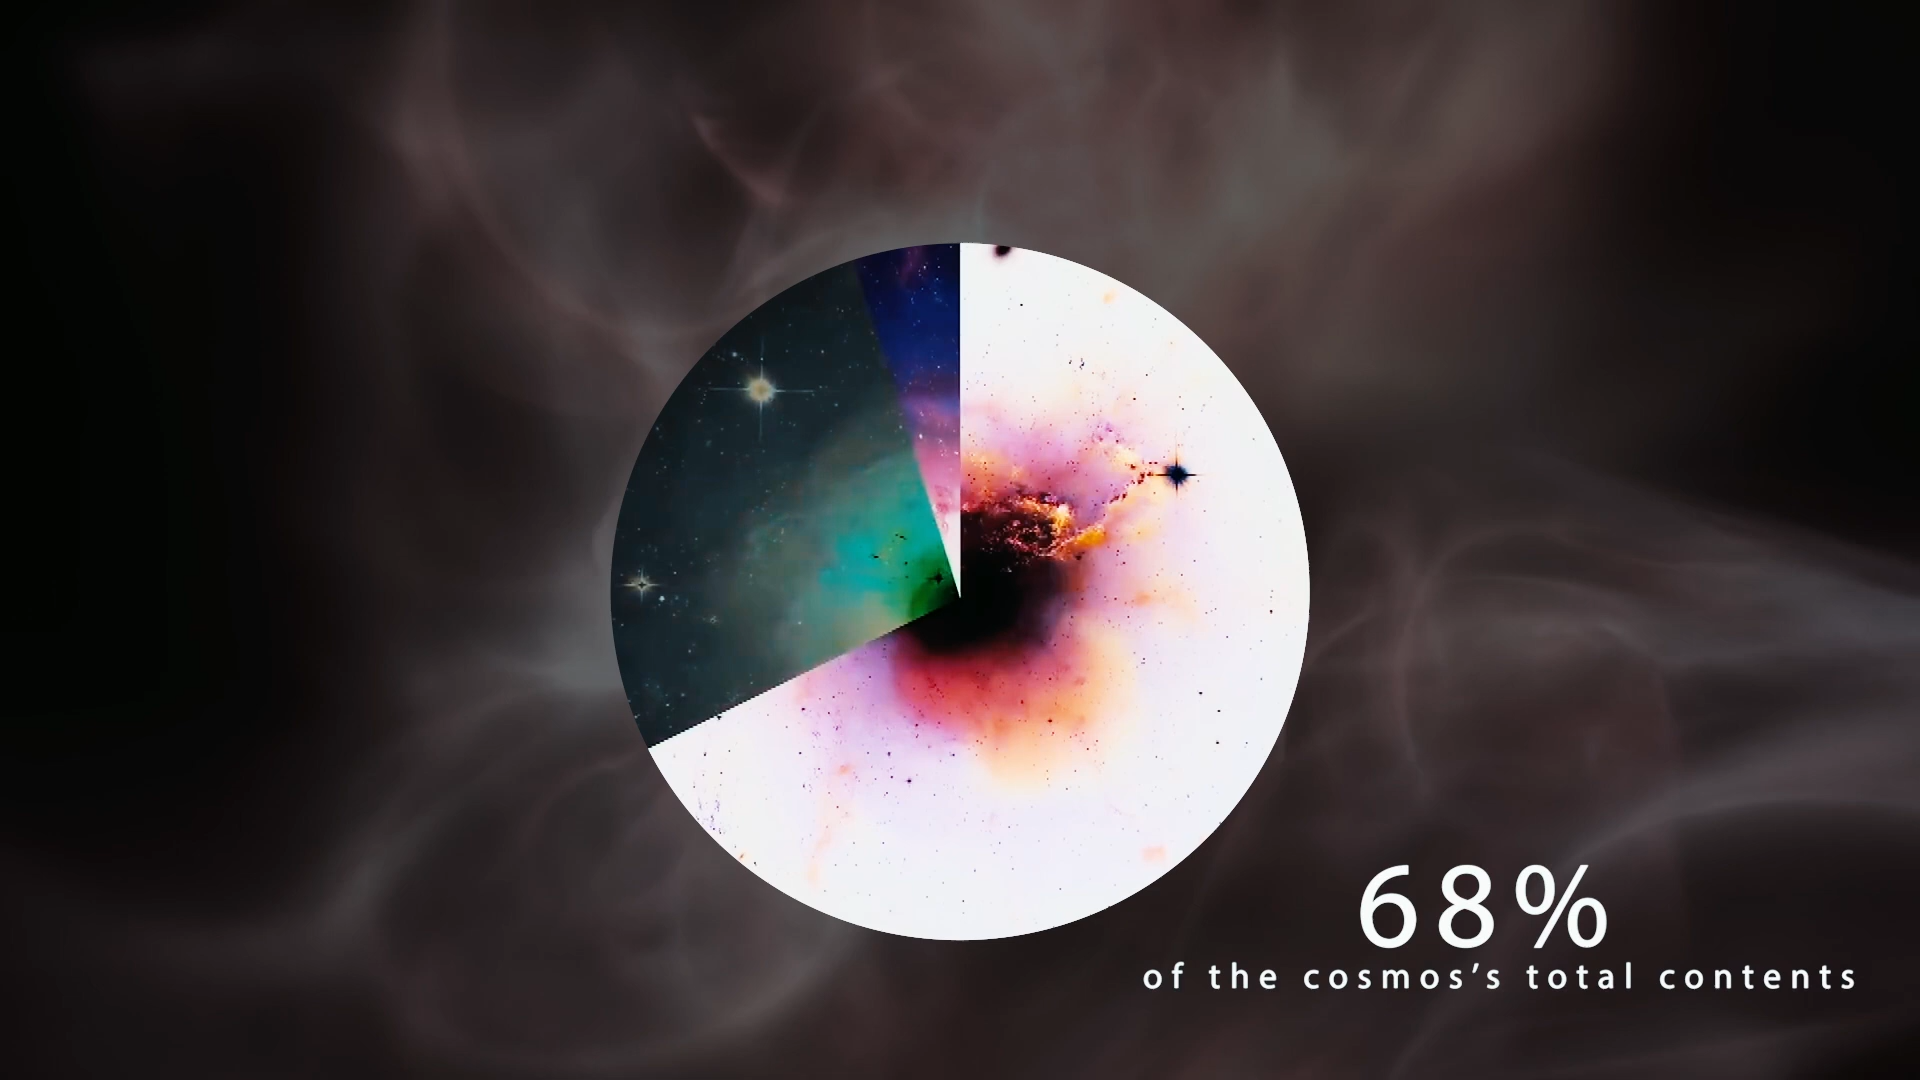 68%
of the cosmos’s total contents